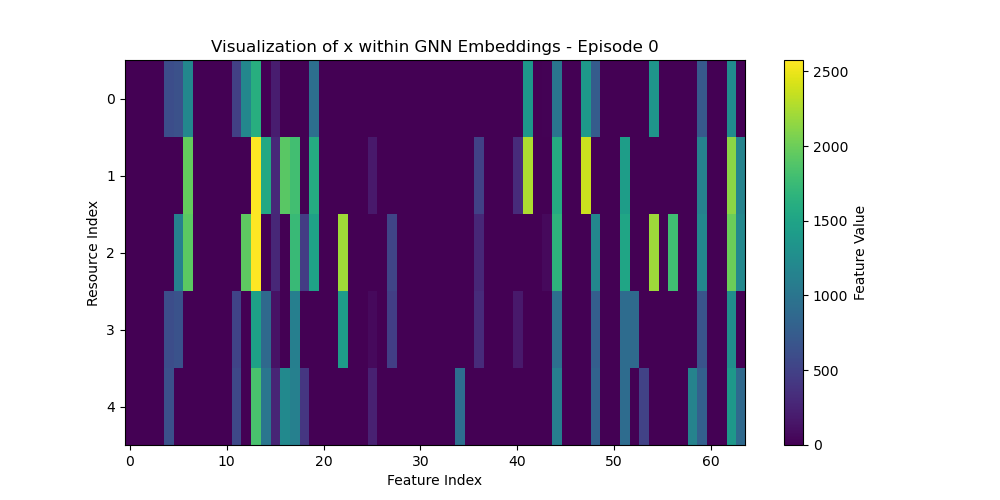 Visualization of x within GNN Embeddings - Episode 0
Resource Index
0
1
2
3
4
0 10 20 30 40 50 60
Feature Index
2500
2000
1500
1000
500
0
Feature Value